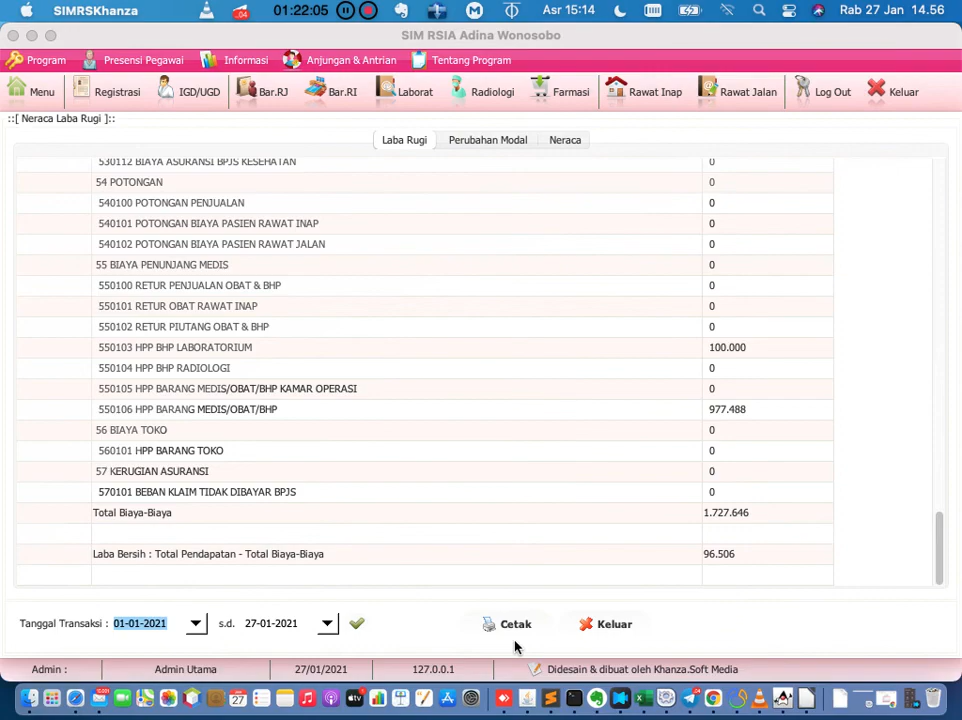 SIMRSKhanza 04 01:22:05 Asr 15:14 Rab 27 Jan 14.56
SIM RSIA Adina Wonosobo
Program Presensi Pegawai Informasi Anjungan & Antrian Tentang Program
Menu Registrasi IGD/UGD Bar.RJ Bar.RI Laborat Radiologi Farmasi Rawat Inap Rawat Jalan Log Out Keluar
::[ Neraca Laba Rugi ]::
Laba Rugi Perubahan Modal Neraca
530112 BIAYA ASURANSI BPJS KESEHATAN 0
54 POTONGAN 0
540100 POTONGAN PENJUALAN 0
540101 POTONGAN BIAYA PASIEN RAWAT INAP 0
540102 POTONGAN BIAYA PASIEN RAWAT JALAN 0
55 BIAYA PENUNJANG MEDIS 0
550100 RETUR PENJUALAN OBAT & BHP 0
550101 RETUR OBAT RAWAT INAP 0
550102 RETUR PIUTANG OBAT & BHP 0
550103 HPP BHP LABORATORIUM 100.000
550104 HPP BHP RADIOLOGI 0
550105 HPP BARANG MEDIS/OBAT/BHP KAMAR OPERASI 0
550106 HPP BARANG MEDIS/OBAT/BHP 977.488
56 BIAYA TOKO 0
560101 HPP BARANG TOKO 0
57 KERUGIAN ASURANSI 0
570101 BEBAN KLAIM TIDAK DIBAYAR BPJS 0
Total Biaya-Biaya 1.727.646
Laba Bersih : Total Pendapatan - Total Biaya-Biaya 96.506
Tanggal Transaksi : 01-01-2021 s.d. 27-01-2021 Cetak Keluar
Admin : Admin Utama 27/01/2021 127.0.0.1 Didesain & dibuat oleh Khanza.Soft Media